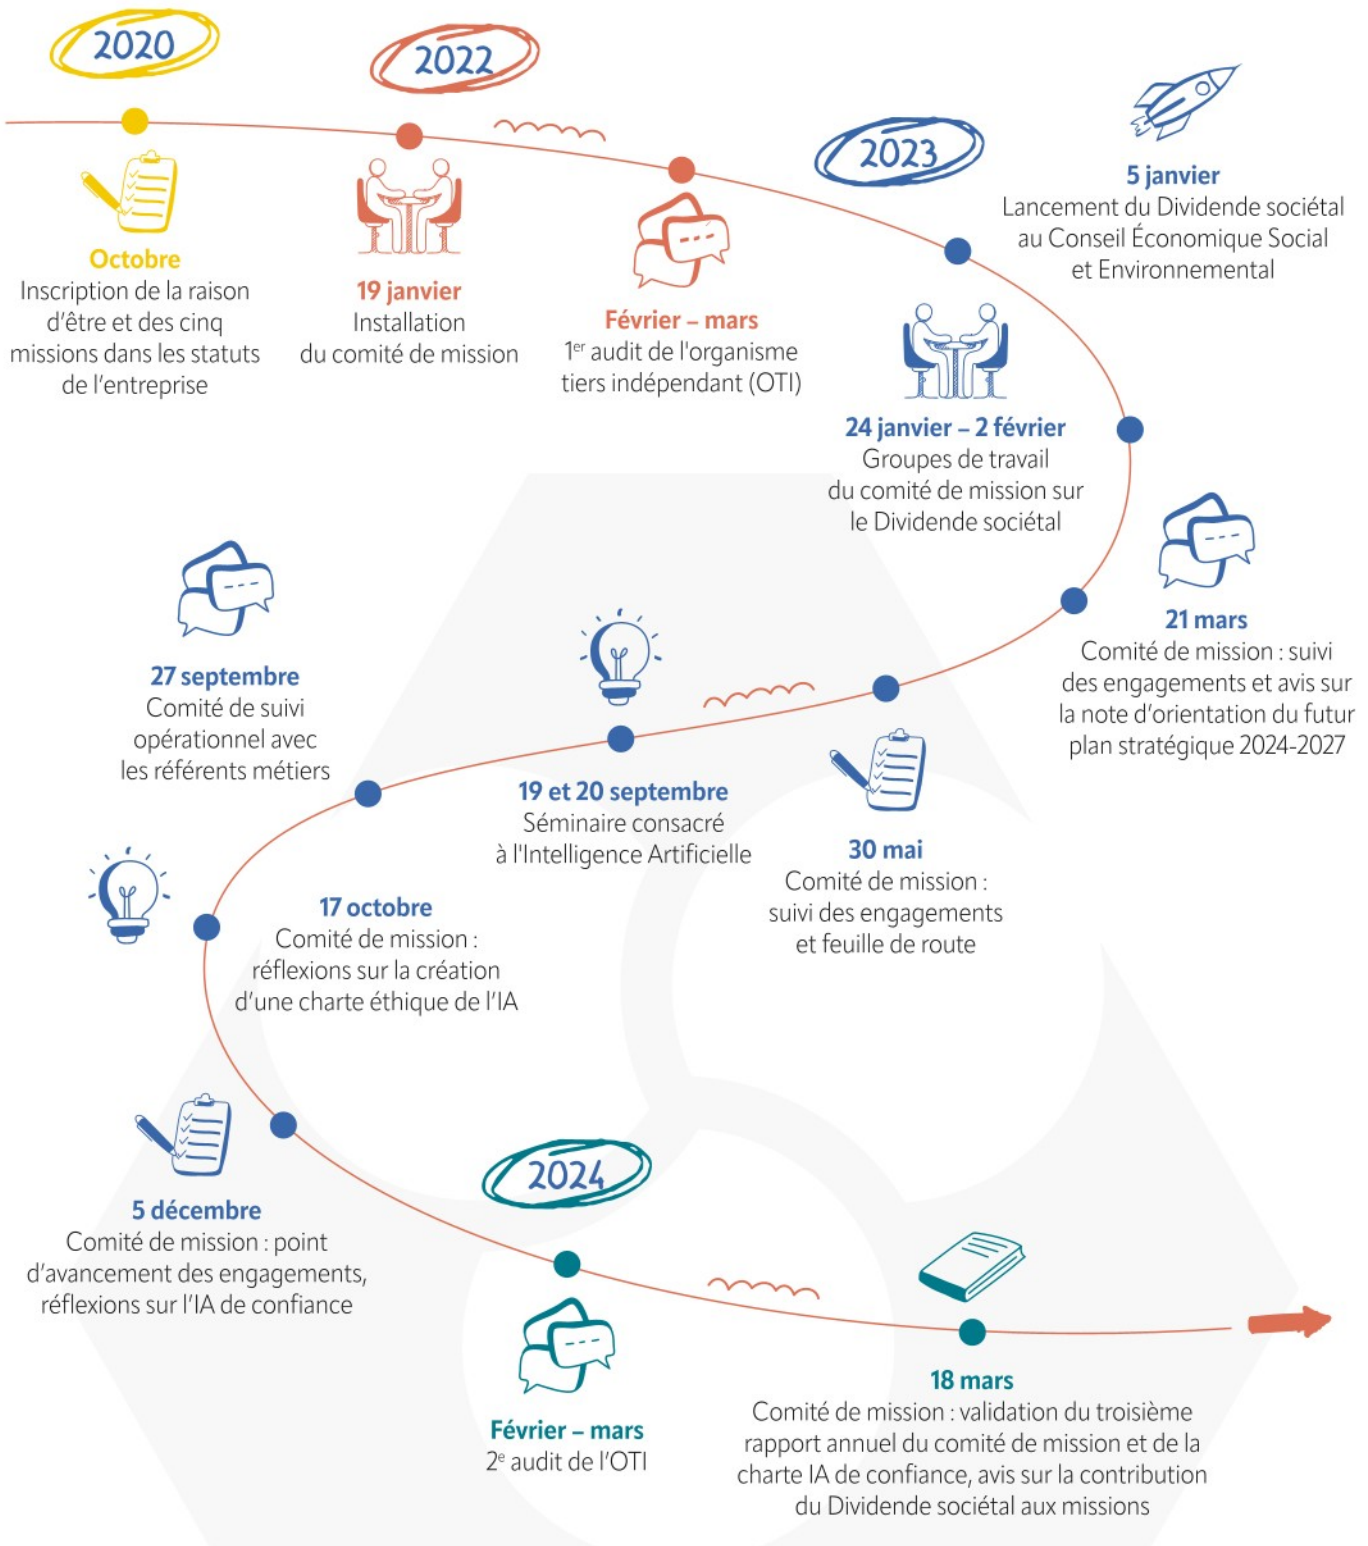 2020
Octobre
Inscription de la raison
d'être et des cinq
missions dans les statuts
de l'entreprise
2022
19 janvier
Installation
du comité de mission
Février – mars
1er audit de l'organisme
tiers indépendant (OTI)
2023
5 janvier
Lancement du Dividende sociétal
au Conseil Économique Social
et Environnemental
24 janvier – 2 février
Groupes de travail
du comité de mission sur
le Dividende sociétal
21 mars
Comité de mission : suivi
des engagements et avis sur
la note d'orientation du futur
plan stratégique 2024-2027
30 mai
Comité de mission :
suivi des engagements
et feuille de route
19 et 20 septembre
Séminaire consacré
à l'Intelligence Artificielle
27 septembre
Comité de suivi
opérationnel avec
les référents métiers
17 octobre
Comité de mission :
réflexions sur la création
d'une charte éthique de l'IA
5 décembre
Comité de mission : point
d'avancement des engagements,
réflexions sur l'IA de confiance
2024
Février – mars
2e audit de l'OTI
18 mars
Comité de mission : validation du troisième
rapport annuel du comité de mission et de la
charte IA de confiance, avis sur la contribution
du Dividende sociétal aux missions